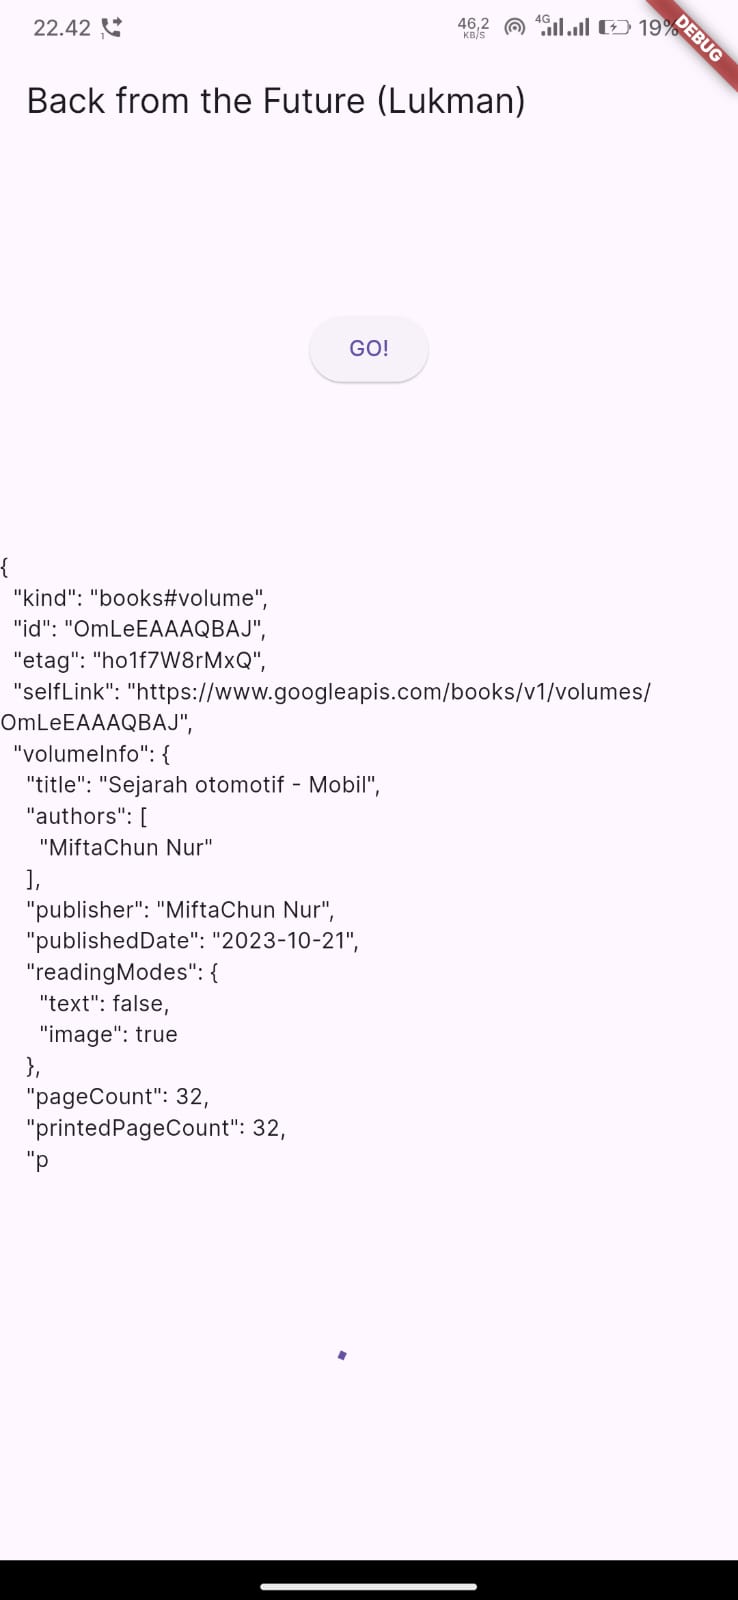 22.42
1
46,2
KB/S
4G
19%
DEBUG
Back from the Future (Lukman)
GO!
{
"kind": "books#volume",
"id": "OmLeEAAAQBAJ",
"etag": "ho1f7W8rMxQ",
"selfLink": "https://www.googleapis.com/books/v1/volumes/
OmLeEAAAQBAJ",
"volumeInfo": {
"title": "Sejarah otomotif - Mobil",
"authors": [
"MiftaChun Nur"
],
"publisher": "MiftaChun Nur",
"publishedDate": "2023-10-21",
"readingModes": {
"text": false,
"image": true
},
"pageCount": 32,
"printedPageCount": 32,
"p